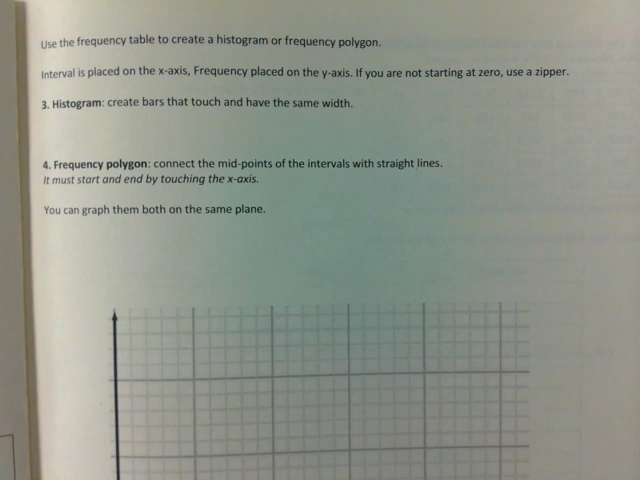 Use the frequency table to create a histogram or frequency polygon.
Interval is placed on the x-axis, Frequency placed on the y-axis. If you are not starting at zero, use a zipper.
3. Histogram: create bars that touch and have the same width.
4. Frequency polygon: connect the mid-points of the intervals with straight lines.
It must start and end by touching the x-axis.
You can graph them both on the same plane.